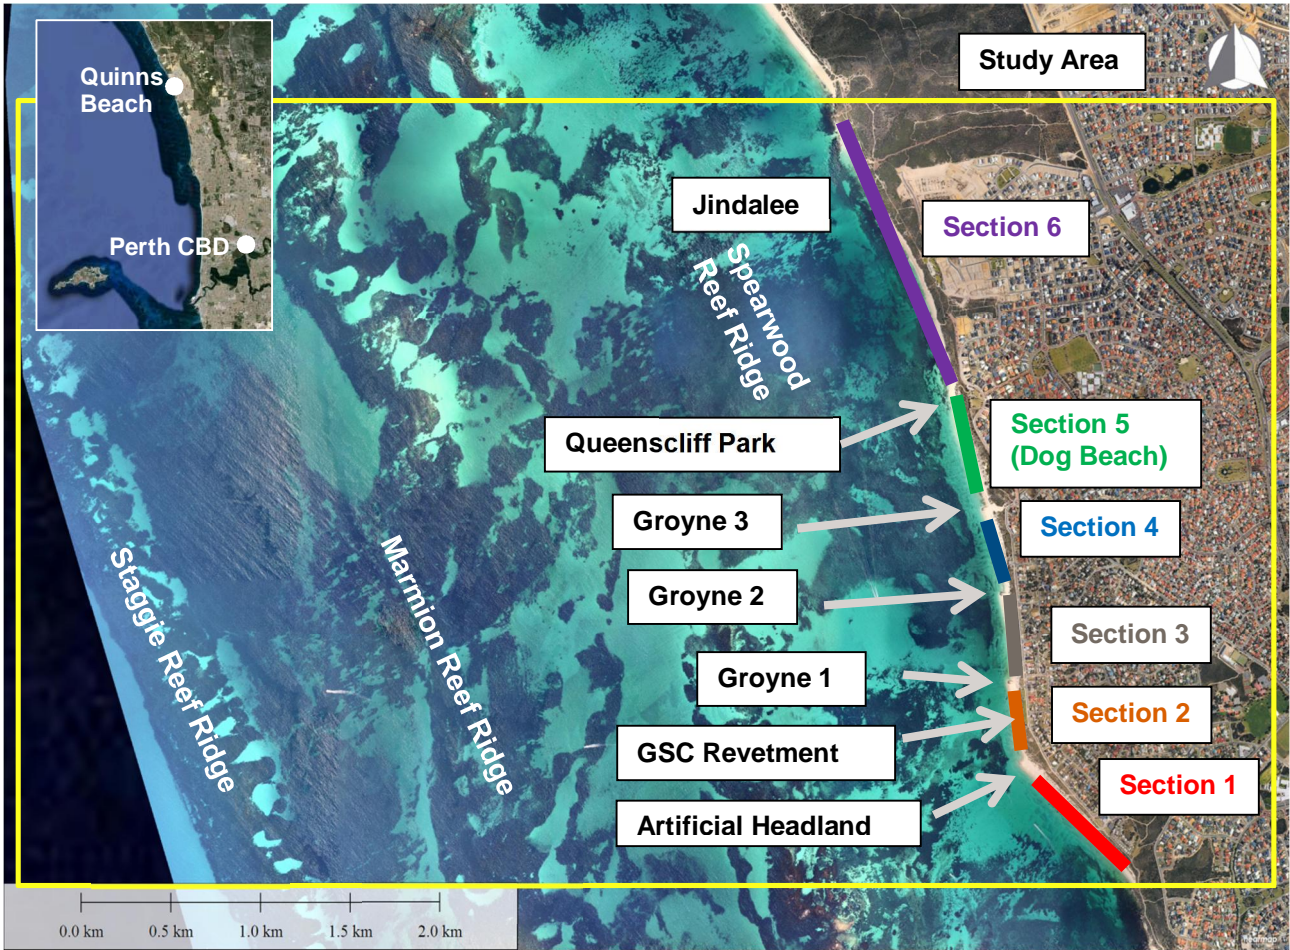 Study Area
Quinns
Beach
Perth CBD
Jindalee
Section 6
Spearwood
Reef Ridge
Queenscliff Park
Section 5
(Dog Beach)
Groyne 3
Section 4
Groyne 2
Marmion Reef Ridge
Staggie Reef Ridge
Section 3
Groyne 1
Section 2
GSC Revetment
Section 1
Artificial Headland
0.0 km 0.5 km 1.0 km 1.5 km 2.0 km